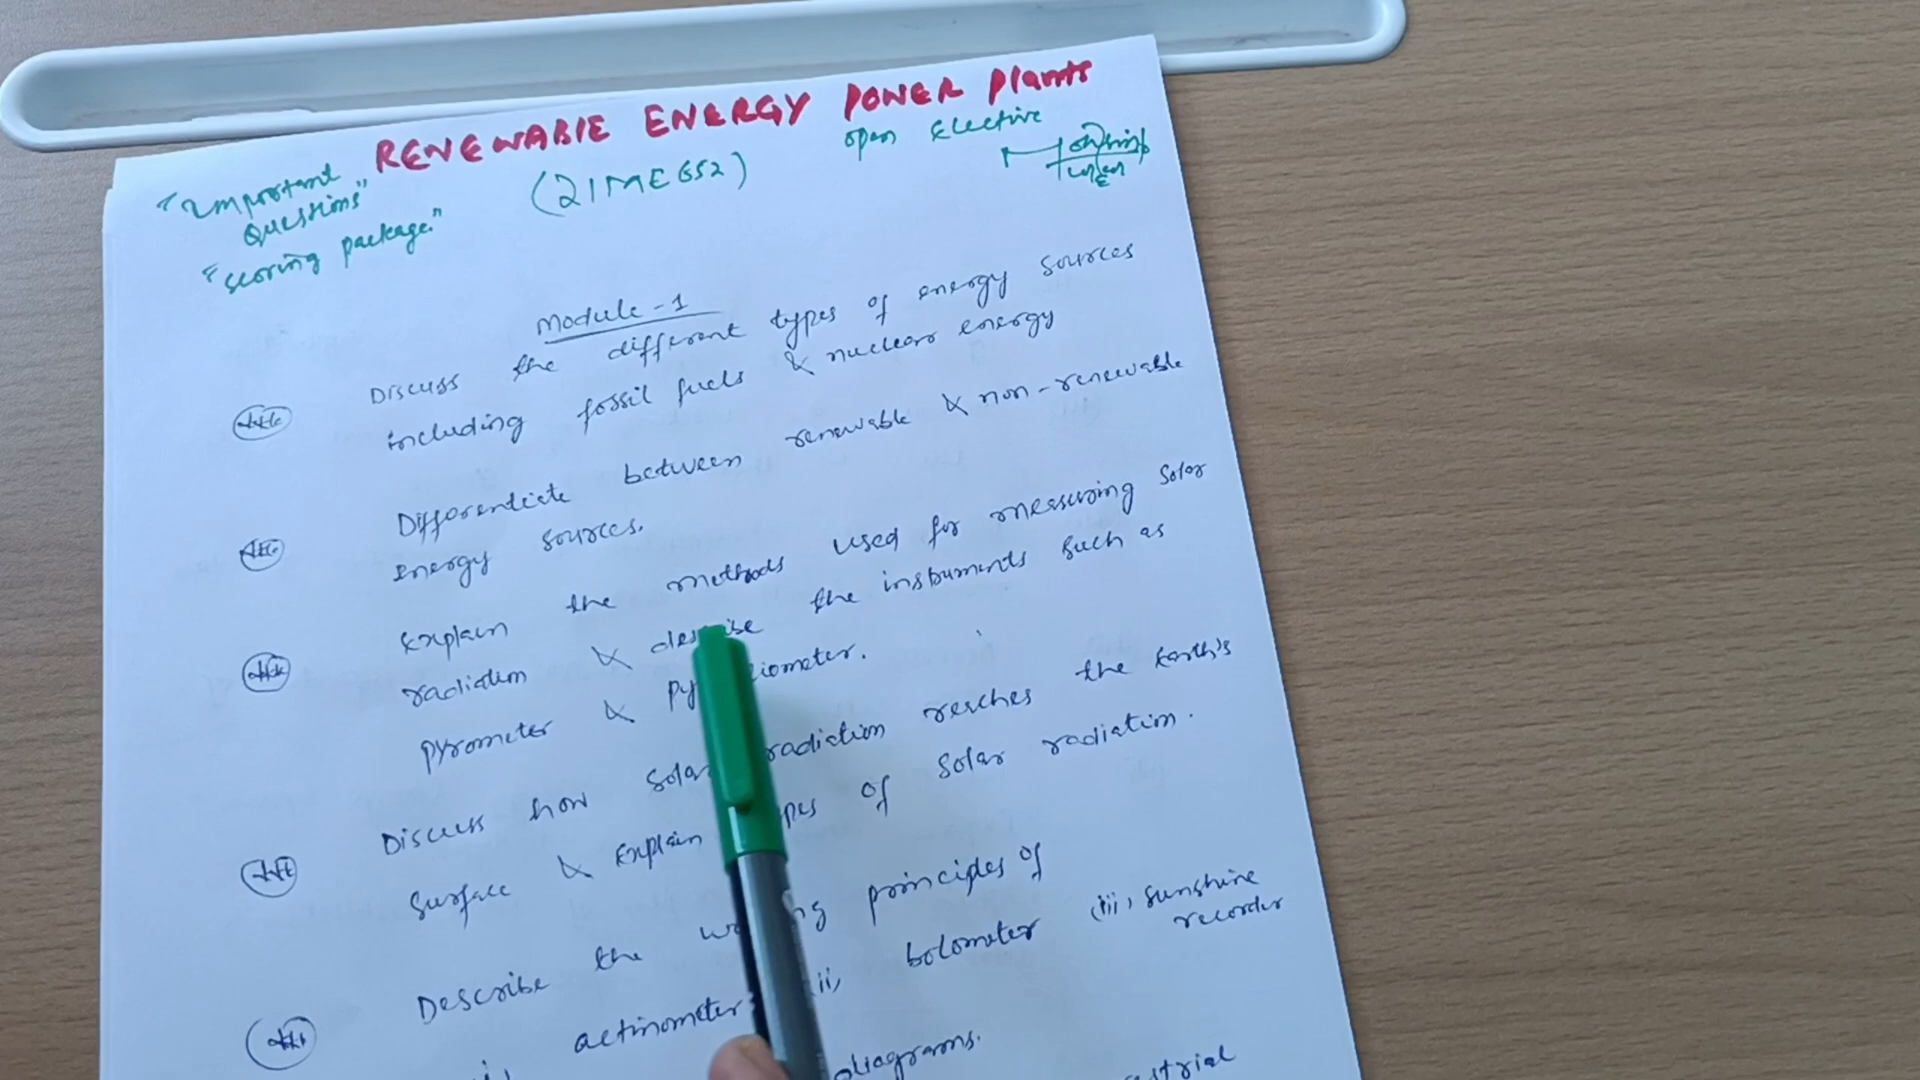 RENEWABLE ENERGY POWER Plants
"Important Questions"
(21ME652)
open Elective
"scoring package."
Module-1
Discuss the different types of energy sources
including fossil fuels & nuclear energy
Differentiate between renewable & non-renewable
energy sources.
Explain the methods used for measuring solar
radiation & describe the instruments such as
pyrometer & iometer.
Discuss how solar radiation reaches the Earth's
surface & Explain of solar radiation.
Describe the principles of
i, actinometer ii, bolometer (iii, sunshine
recorder
diagrams.